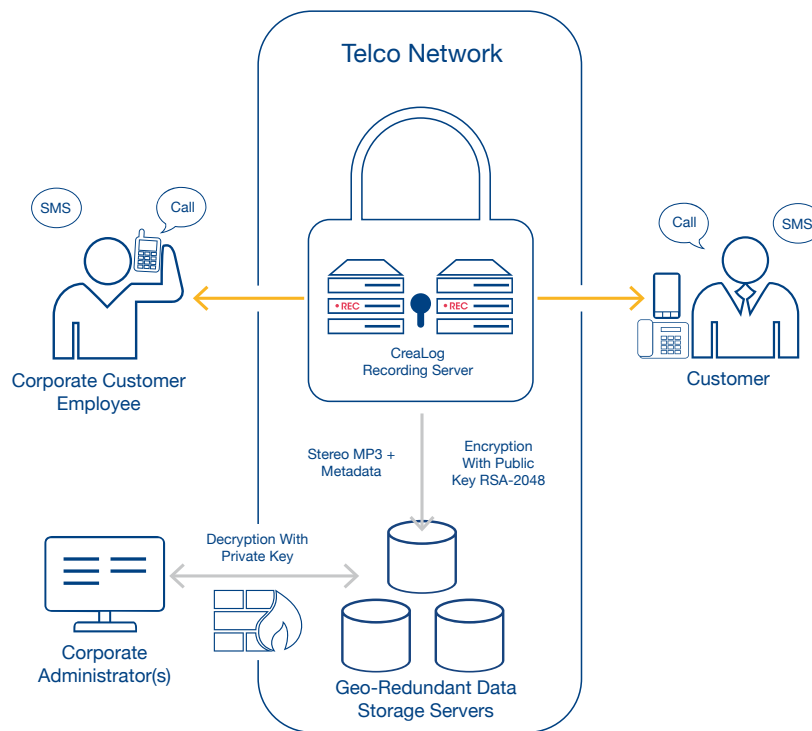 Telco Network
SMS
Call
Call
SMS
• REC
• REC
CreaLog
Recording Server
Corporate Customer
Employee
Customer
Stereo MP3 +
Metadata
Encryption
With Public
Key RSA-2048
Decryption With
Private Key
Corporate
Administrator(s)
Geo-Redundant Data
Storage Servers